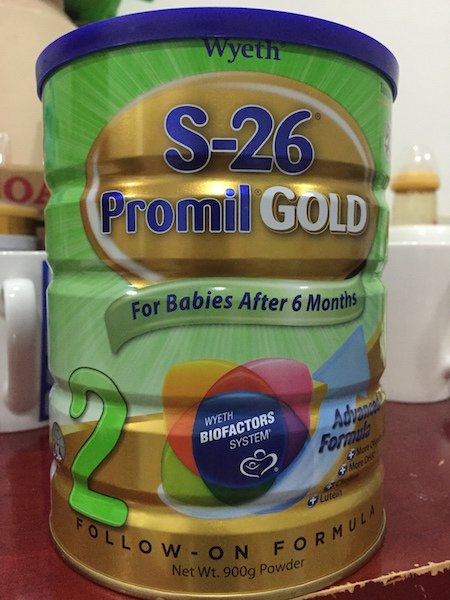 Wyeth
S-26
Promil GOLD
For Babies After 6 Months
2
WYETH
BIOFACTORS
SYSTEM
Advanced
Formula
More
More
Lutein
FOLLOW-ON FORMULA
Net Wt. 900g Powder